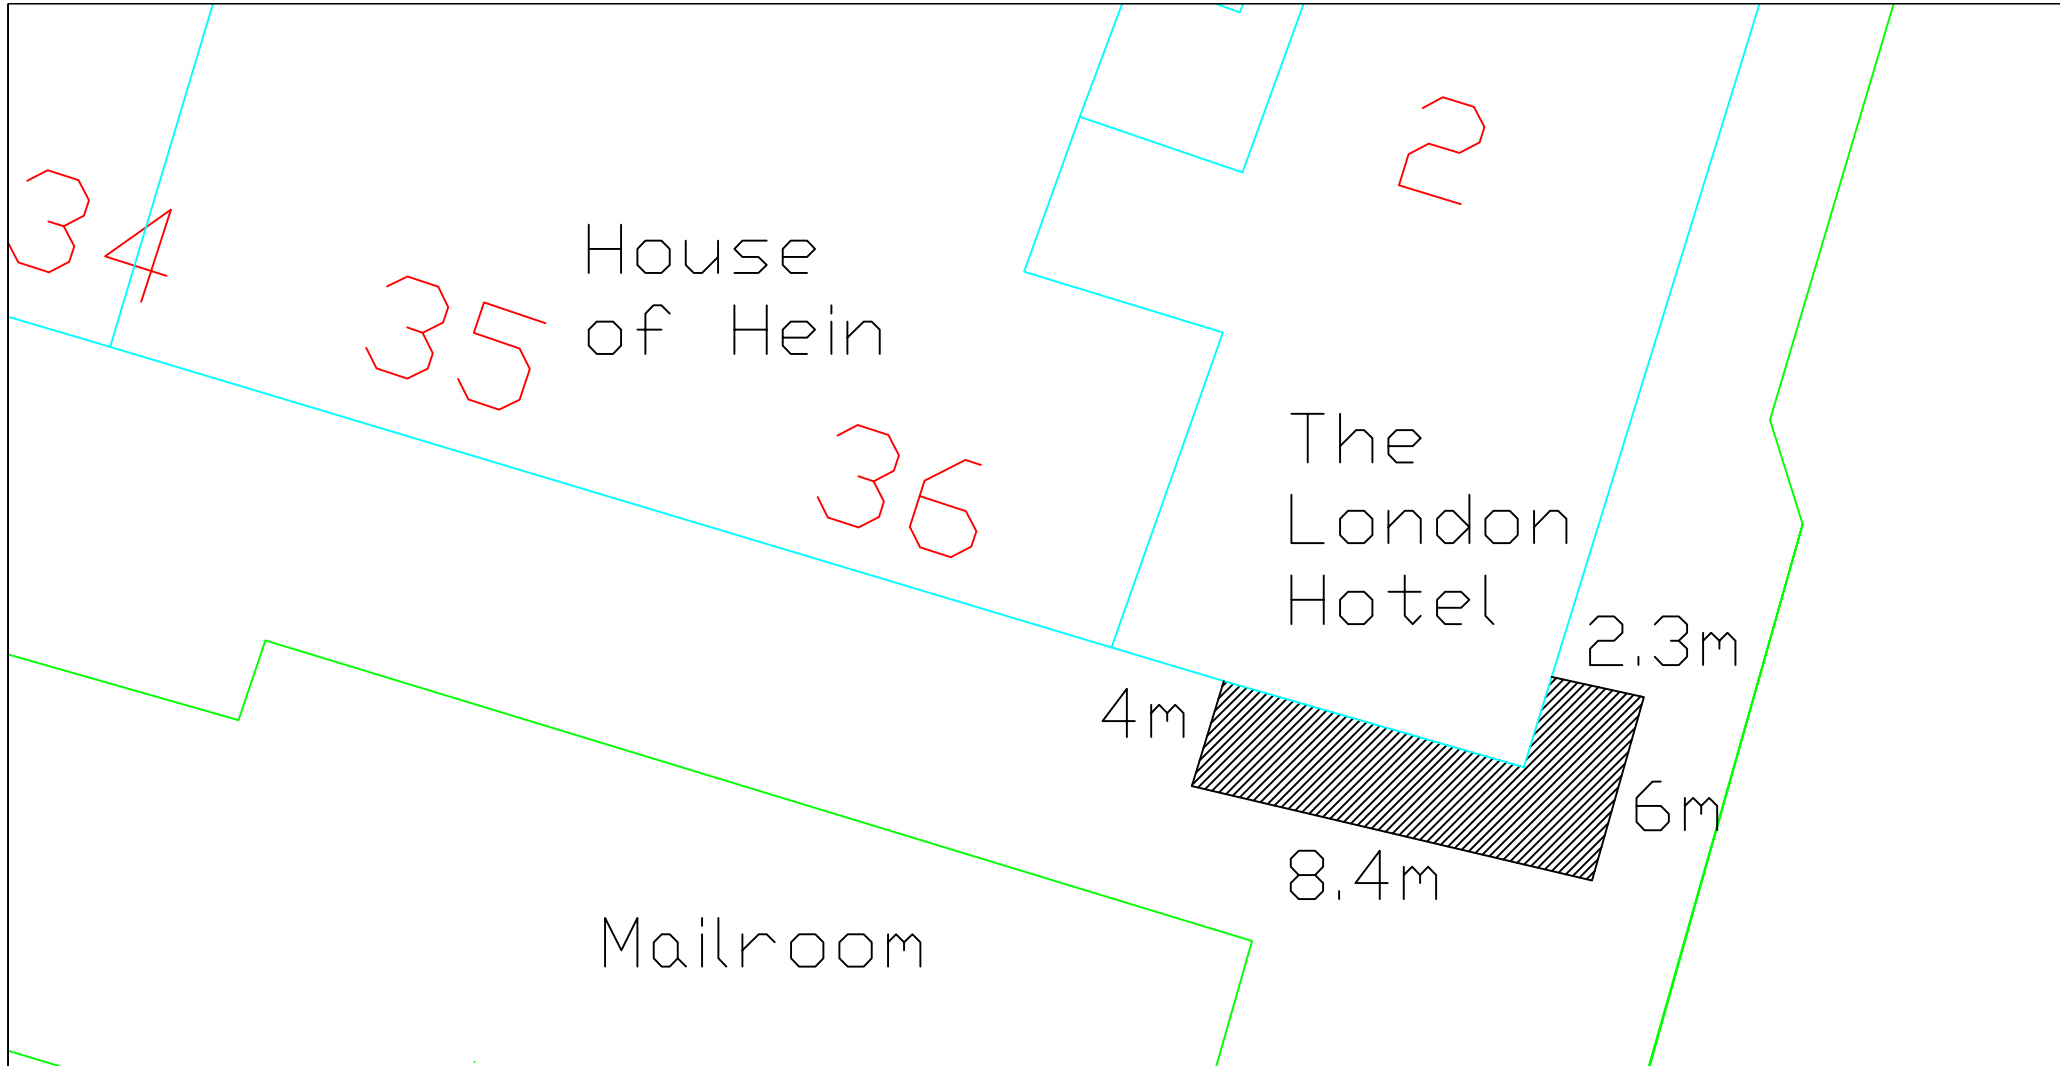 2
34
House
of Hein
35
36
The
London
Hotel
2.3m
4m
6m
8.4m
Mailroom